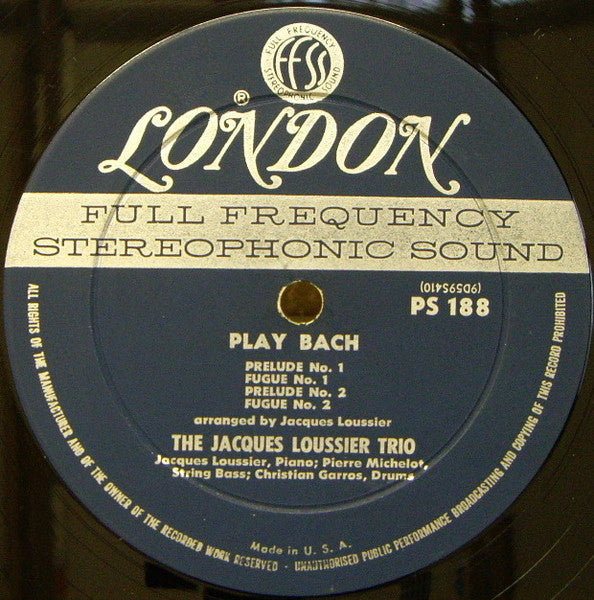 FULL FREQUENCY
ffss
STEREOPHONIC SOUND
®
LONDON
FULL FREQUENCY
STEREOPHONIC SOUND
(9D59S410)
PS 188
PLAY BACH
PRELUDE No. 1
FUGUE No. 1
PRELUDE No. 2
FUGUE No. 2
arranged by Jacques Loussier
THE JACQUES LOUSSIER TRIO
Jacques Loussier, Piano; Pierre Michelot,
String Bass; Christian Garros, Drums
Made in U. S. A.
ALL RIGHTS OF THE MANUFACTURER AND OF THE OWNER OF THE RECORDED WORK RESERVED - UNAUTHORISED PUBLIC PERFORMANCE BROADCASTING AND COPYING OF THIS RECORD PROHIBITED